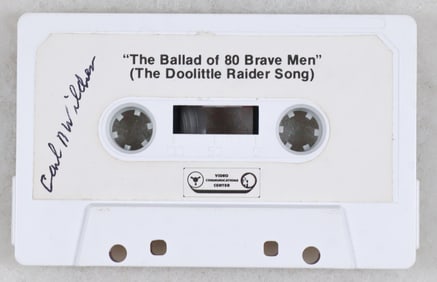 "The Ballad of 80 Brave Men"
(The Doolittle Raider Song)
Carl N Wildner
VIDEO
COMMUNICATIONS
CENTER